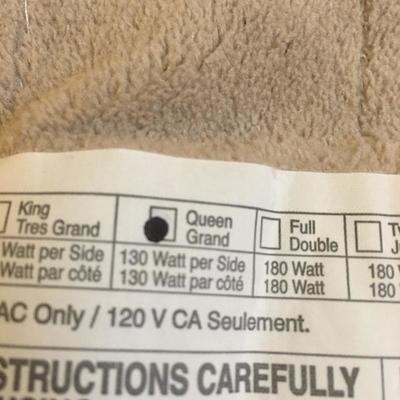 King Queen Full
Tres Grand Grand Double
Watt per Side 130 Watt per Side 180 Watt 180
Watt par côté 130 Watt par côté 180 Watt 180
AC Only / 120 V CA Seulement.
STRUCTIONS CAREFULLY